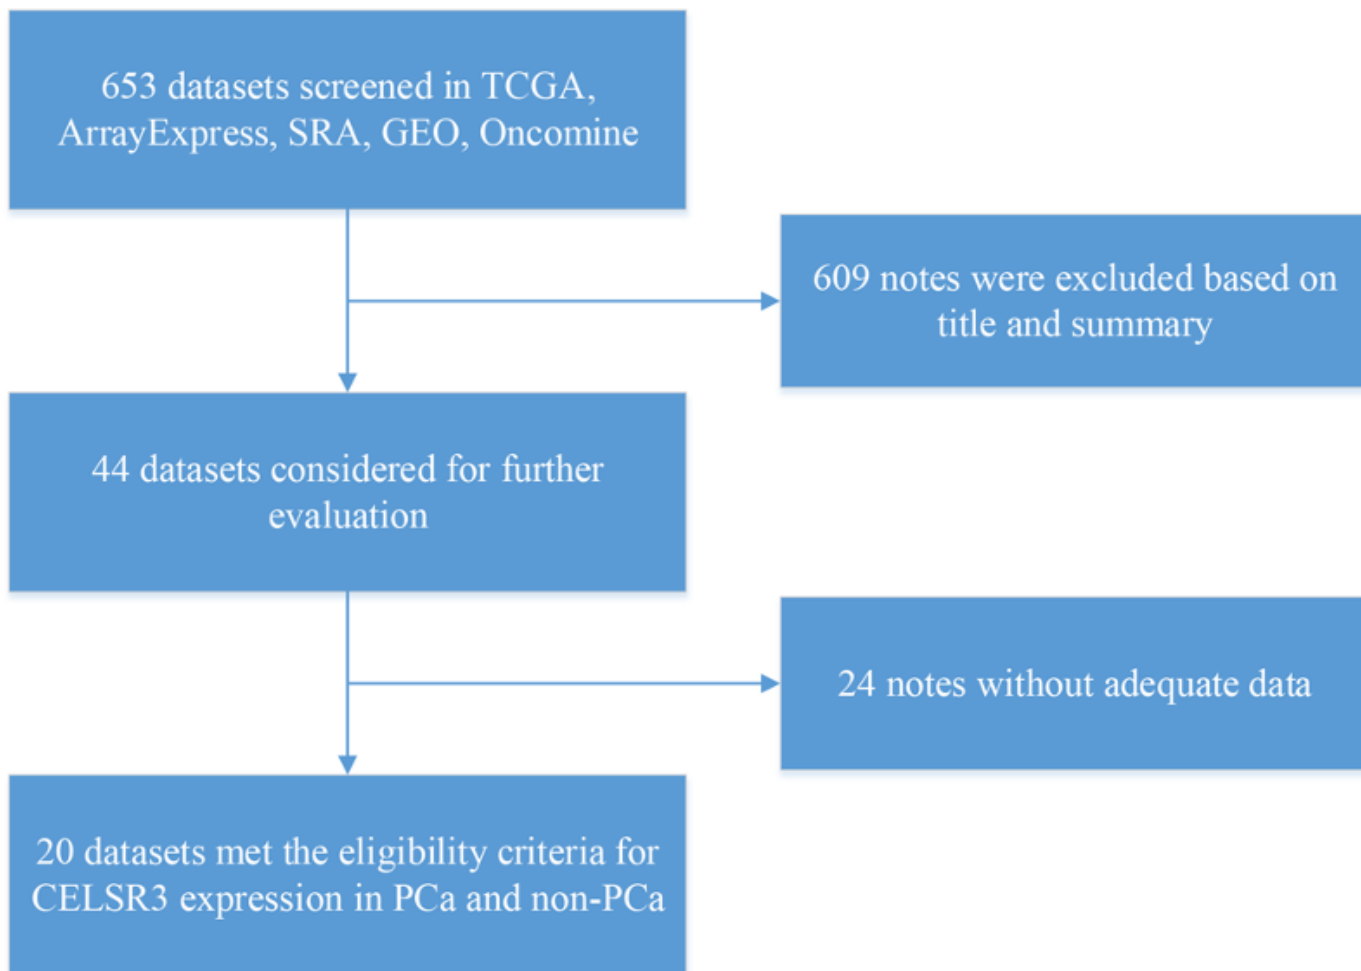 653 datasets screened in TCGA,
ArrayExpress, SRA, GEO, Oncomine
609 notes were excluded based on
title and summary
44 datasets considered for further
evaluation
24 notes without adequate data
20 datasets met the eligibility criteria for
CELSR3 expression in PCa and non-PCa